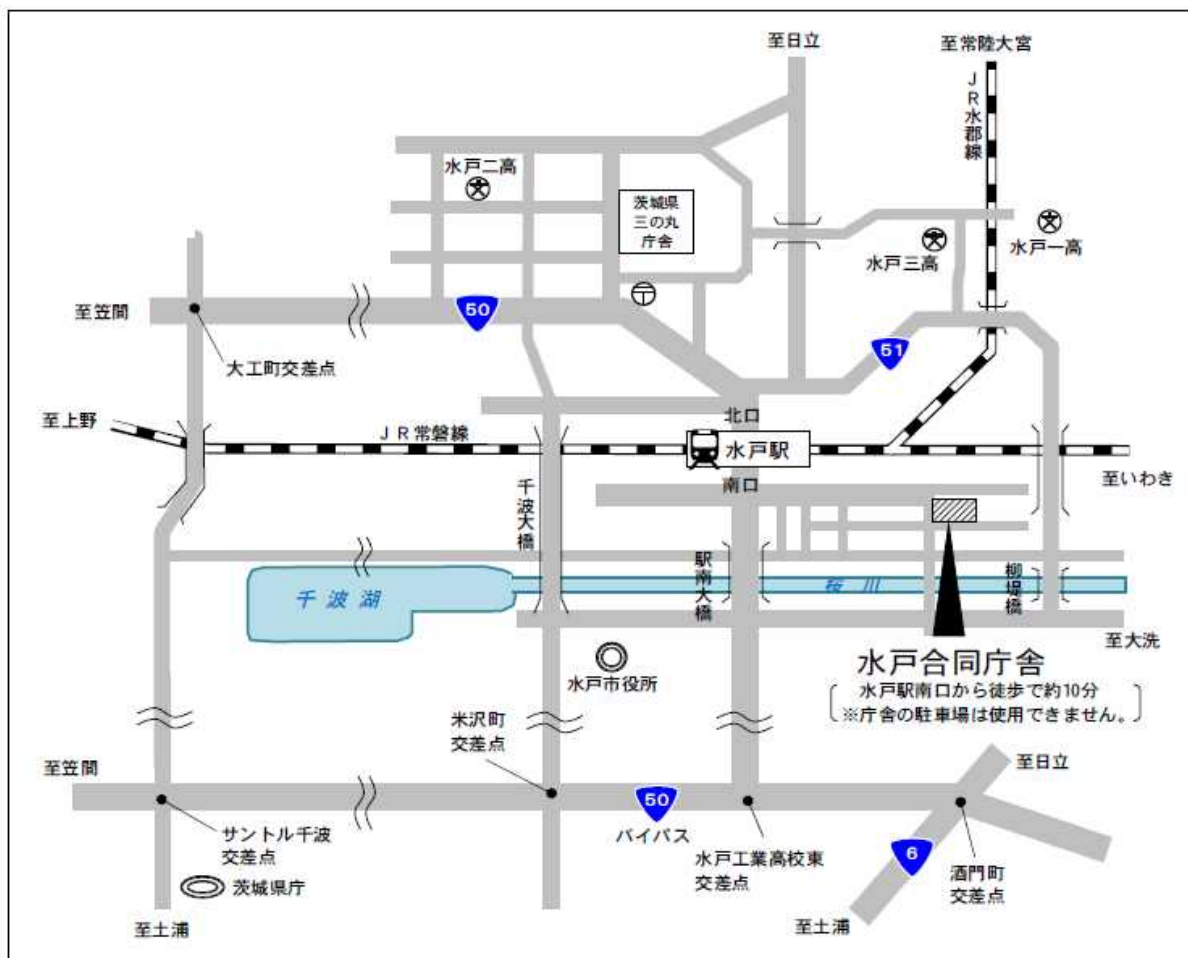 至日立
至常陸大宮
JR水郡線
水戸二高
茨城県
三の丸
庁舎
水戸三高
水戸一高
至笠間
50
51
大工町交差点
至上野
JR常磐線
北口
水戸駅
南口
至いわき
千波大橋
駅南大橋
柳堤橋
千波湖
桜川
至大洗
水戸市役所
水戸合同庁舎
水戸駅南口から徒歩で約10分
※庁舎の駐車場は使用できません。
米沢町
交差点
至笠間
至日立
50
バイパス
サントル千波
交差点
水戸工業高校東
交差点
6
酒門町
交差点
茨城県庁
至土浦
至土浦